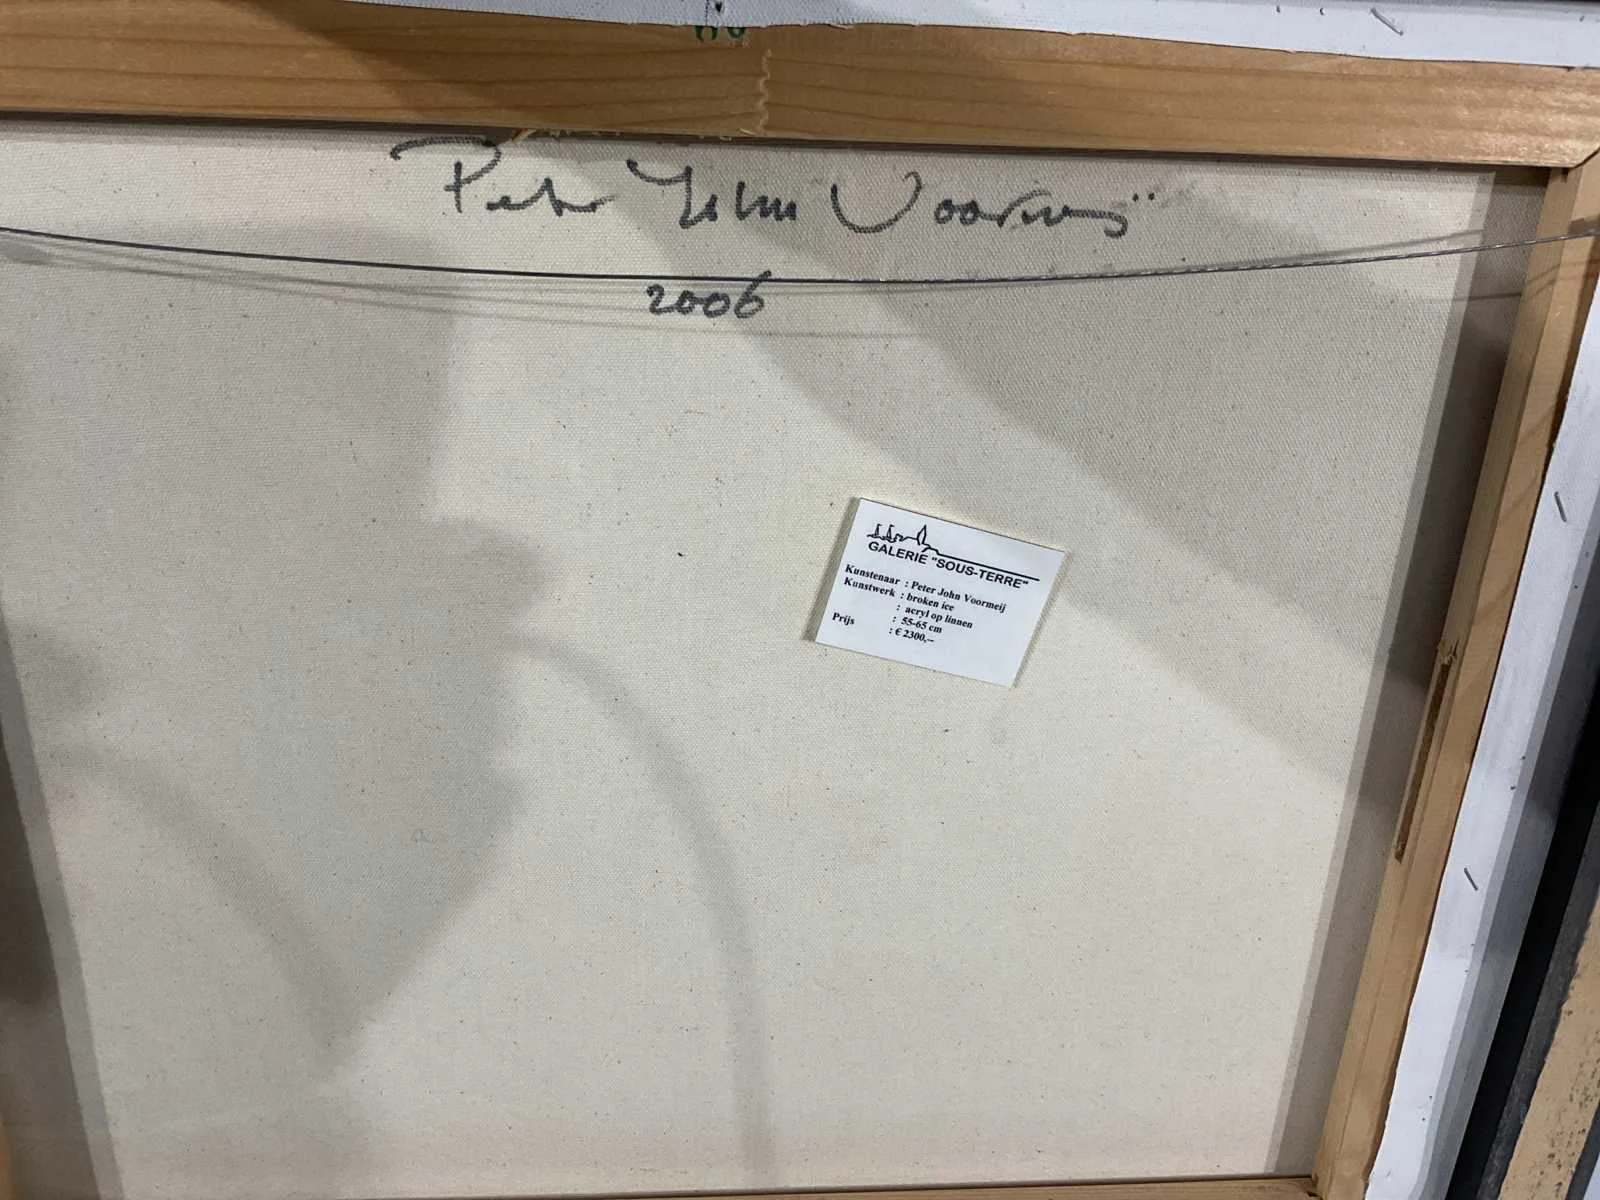 Peter John Voormeij
2006
GALERIE "SOUS-TERRE"
Kunstenaar : Peter John Voormeij
Kunstwerk : broken ice
: acryl op linnen
: 55-65 cm
Prijs : € 2300,--